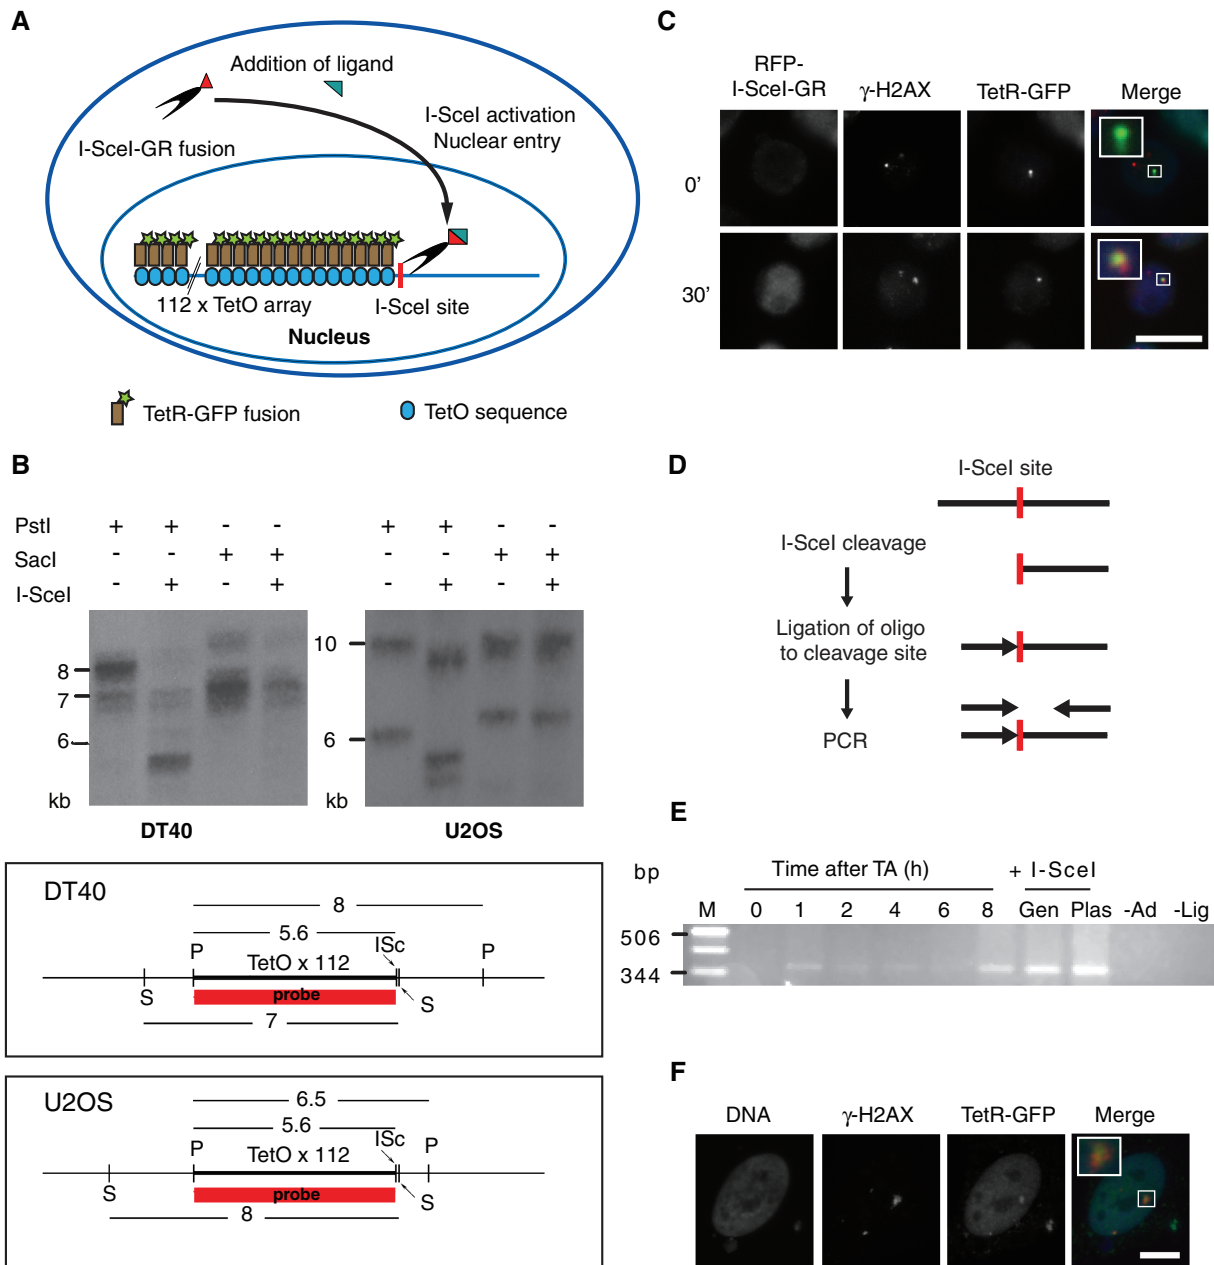 A
Addition of ligand
I-SceI activation
Nuclear entry
I-SceI-GR fusion
112 x TetO array
I-SceI site
Nucleus
TetR-GFP fusion
TetO sequence
B
PstI + + - - + + - -
SacI - - + + - - + +
I-SceI - + - + - + - +
8
7
6
kb
DT40
10
6
kb
U2OS
DT40
8
5.6
P
ISc
P
TetO x 112
S
probe
S
7
U2OS
6.5
5.6
P
ISc
P
TetO x 112
S
probe
S
8
C
RFP-
I-SceI-GR
γ-H2AX
TetR-GFP
Merge
0'
30'
D
I-SceI site
I-SceI cleavage
Ligation of oligo
to cleavage site
PCR
E
bp
Time after TA (h)
+ I-SceI
M 0 1 2 4 6 8 Gen Plas -Ad -Lig
506
344
F
DNA
γ-H2AX
TetR-GFP
Merge